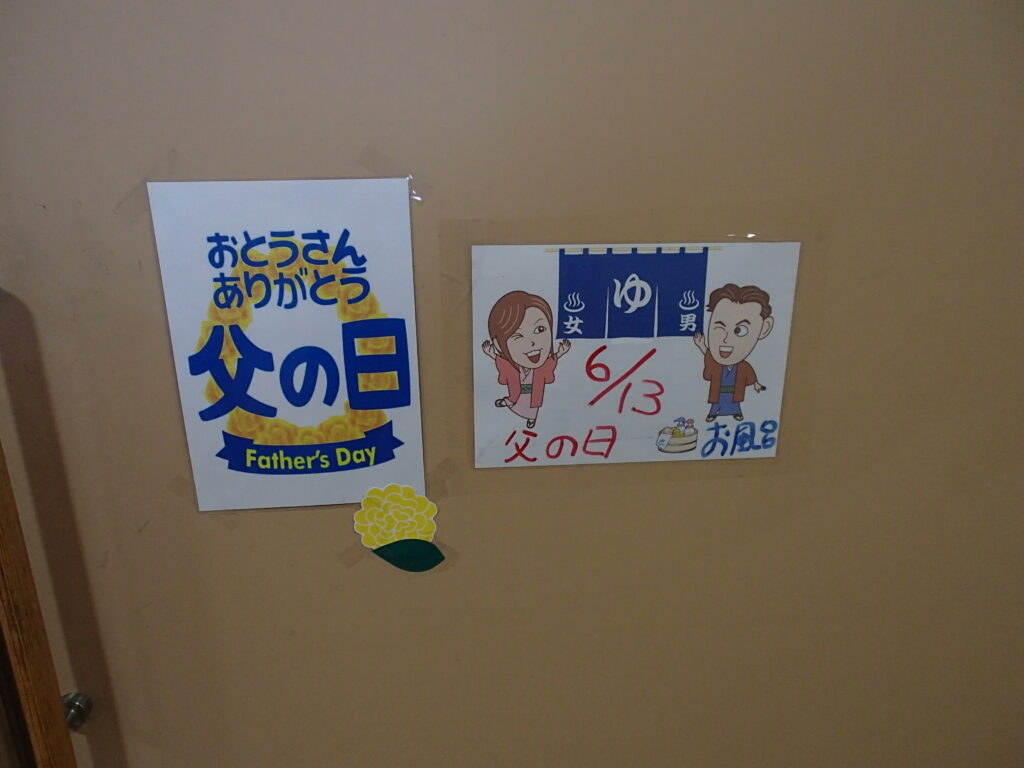 おとうさん
ありがとう
父の日
Father's Day
ゆ
女
男
6/13
父の日
お風呂